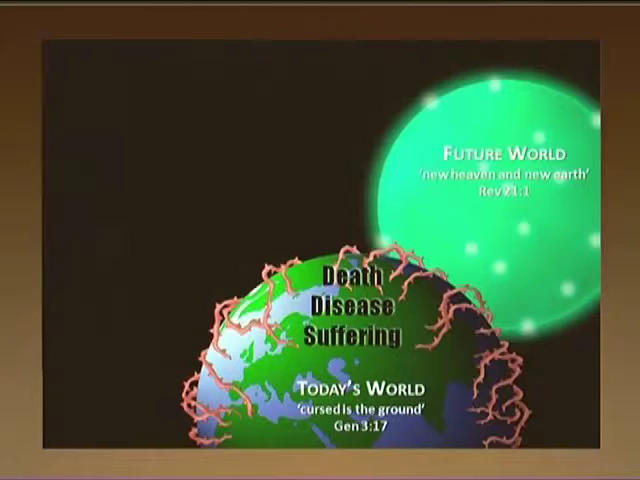 FUTURE WORLD
'new heaven and new earth'
Rev 21:1
Death
Disease
Suffering
TODAY'S WORLD
'cursed is the ground'
Gen 3:17